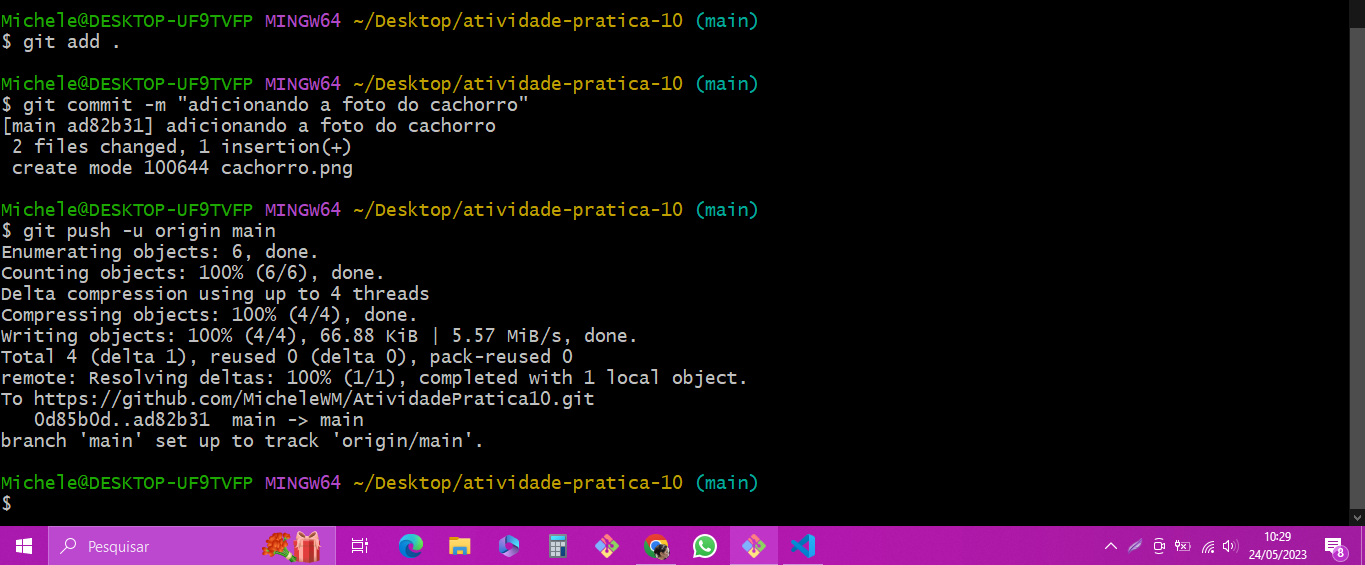 Michele@DESKTOP-UF9TVFP MINGW64 ~/Desktop/atividade-pratica-10 (main)
$ git add .
Michele@DESKTOP-UF9TVFP MINGW64 ~/Desktop/atividade-pratica-10 (main)
$ git commit -m "adicionando a foto do cachorro"
[main ad82b31] adicionando a foto do cachorro
 2 files changed, 1 insertion(+)
 create mode 100644 cachorro.png
Michele@DESKTOP-UF9TVFP MINGW64 ~/Desktop/atividade-pratica-10 (main)
$ git push -u origin main
Enumerating objects: 6, done.
Counting objects: 100% (6/6), done.
Delta compression using up to 4 threads
Compressing objects: 100% (4/4), done.
Writing objects: 100% (4/4), 66.88 KiB | 5.57 MiB/s, done.
Total 4 (delta 1), reused 0 (delta 0), pack-reused 0
remote: Resolving deltas: 100% (1/1), completed with 1 local object.
To https://github.com/MicheleWM/AtividadePratica10.git
   0d85b0d..ad82b31  main -> main
branch 'main' set up to track 'origin/main'.
Michele@DESKTOP-UF9TVFP MINGW64 ~/Desktop/atividade-pratica-10 (main)
$
Pesquisar
10:29
24/05/2023
8